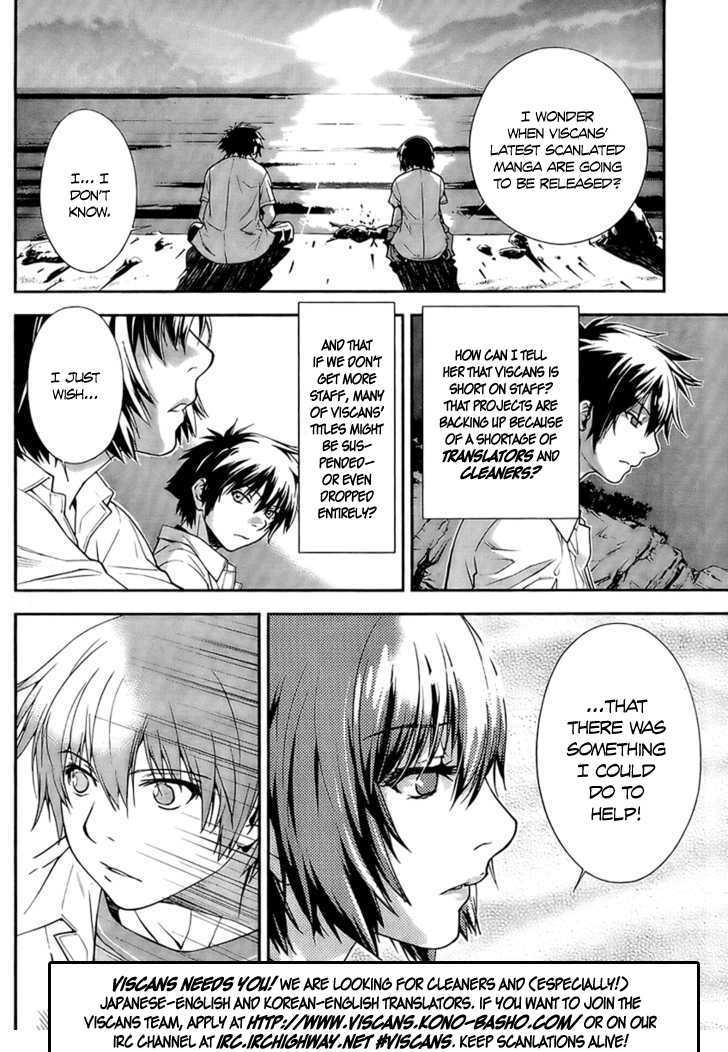 I WONDER
WHEN VISCANS'
LATEST SCANLATED
MANGA ARE GOING
TO BE RELEASED?
I... I
DON'T
KNOW.
HOW CAN I TELL
HER THAT VISCANS IS
SHORT ON STAFF?
THAT PROJECTS ARE
BACKING UP BECAUSE
OF A SHORTAGE OF
TRANSLATORS AND
CLEANERS?
AND THAT
IF WE DON'T
GET MORE
STAFF, MANY
OF VISCANS'
TITLES MIGHT
BE SUS-
PENDED—
OR EVEN
DROPPED
ENTIRELY?
I JUST
WISH...
...THAT
THERE WAS
SOMETHING
I COULD
DO TO
HELP!
VISCANS NEEDS YOU! WE ARE LOOKING FOR CLEANERS AND (ESPECIALLY!)
JAPANESE-ENGLISH AND KOREAN-ENGLISH TRANSLATORS. IF YOU WANT TO JOIN THE
VISCANS TEAM, APPLY AT HTTP://WWW.VISCANS.KONO-BASHO.COM/ OR ON OUR
IRC CHANNEL AT IRC.IRCHIGHWAY.NET #VISCANS. KEEP SCANLATIONS ALIVE!